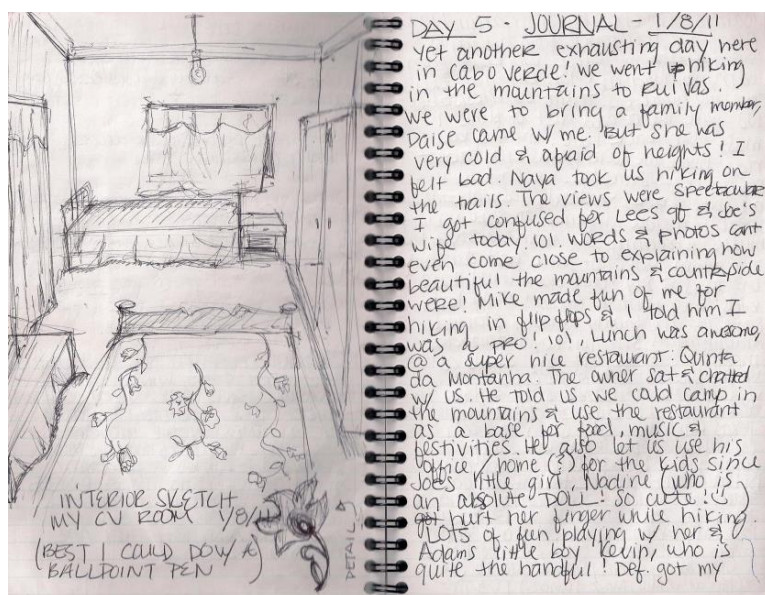 INTERIOR SKETCH
MY CV ROOM 1/8/11
(BEST I COULD DO W/ A
BALLPOINT PEN)
DETAIL
DAY 5 - JOURNAL - 1/8/11
Yet another exhausting day here
in Cabo Verde! We went hiking
in the mountains to Rui Vas.
We were to bring a family member,
Daise came w/ me. But she was
very cold & afraid of heights! I
felt bad. Naya took us hiking on
the trails. The views were spectacular
I got confused for Lees gf & Joe's
wife today. lol. Words & photos cant
even come close to explaining how
beautiful the mountains & countryside
were! Mike made fun of me for
hiking in flip flops & I told him I
was a pro! lol, Lunch was awesome,
@ a super nice restaurant: Quinta
da Montanha. The owner sat & chatted
w/ us. He told us we could camp in
the mountains & use the restaurant
as a base for food, music &
festivities. He also let us use his
office / home (?) for the kids since
Joes little girl, Nadine (who is
an absolute DOLL! So cute! )
hurt her finger while hiking.
Lots of fun playing w/ her &
Adams little boy Kevin, who is
quite the handful! Def. got my